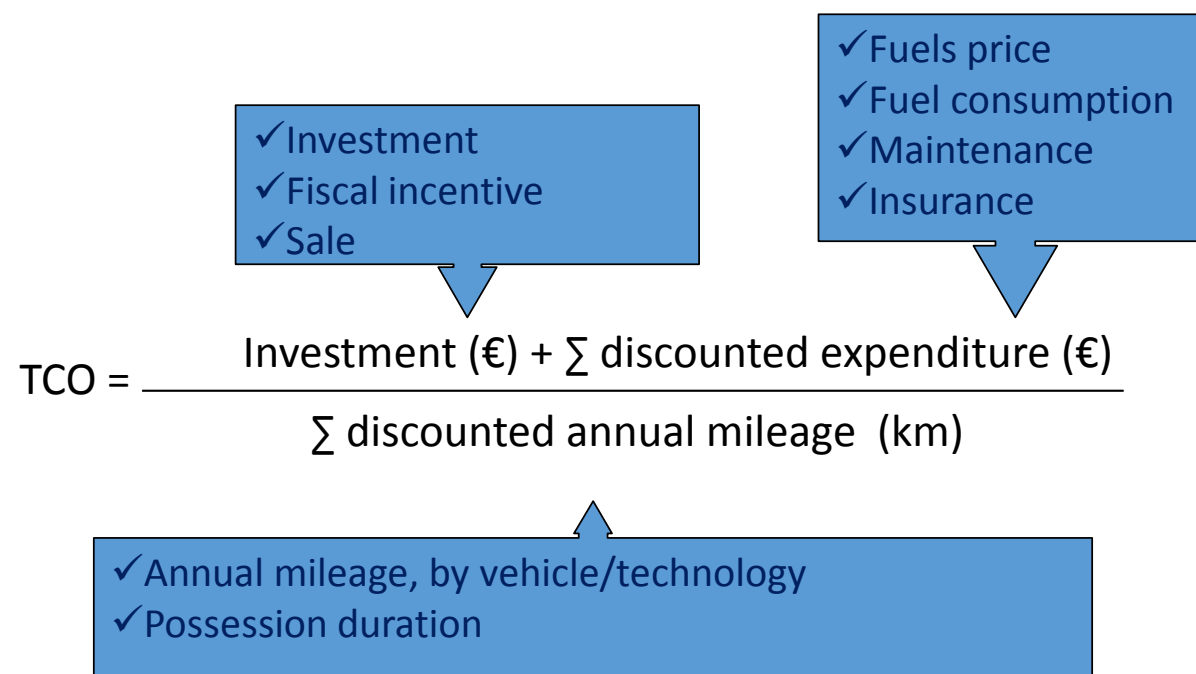 ✓Fuels price
✓Fuel consumption
✓Maintenance
✓Insurance
✓Investment
✓Fiscal incentive
✓Sale
Investment (€) + ∑ discounted expenditure (€)
TCO =
∑ discounted annual mileage (km)
✓Annual mileage, by vehicle/technology
✓Possession duration